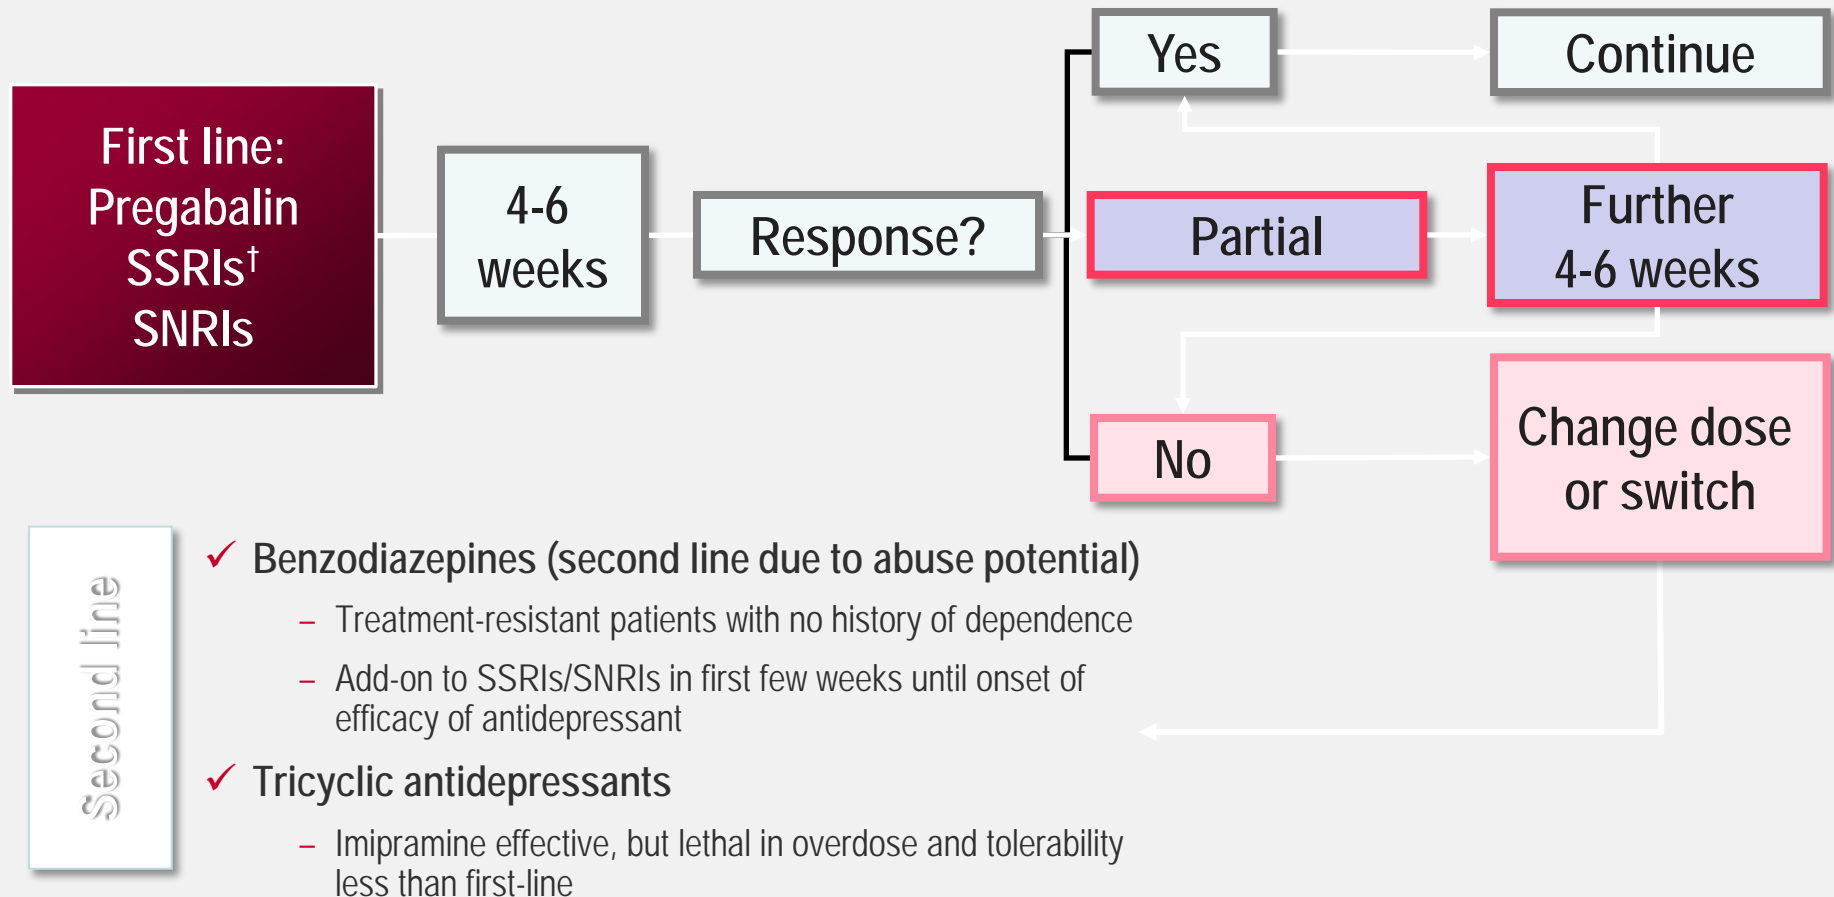 First line:
Pregabalin
SSRIs†
SNRIs
4-6
weeks
Response?
Yes
Continue
Partial
Further
4-6 weeks
No
Change dose
or switch
Second line
✓ Benzodiazepines (second line due to abuse potential)
– Treatment-resistant patients with no history of dependence
– Add-on to SSRIs/SNRIs in first few weeks until onset of
efficacy of antidepressant
✓ Tricyclic antidepressants
– Imipramine effective, but lethal in overdose and tolerability
less than first-line